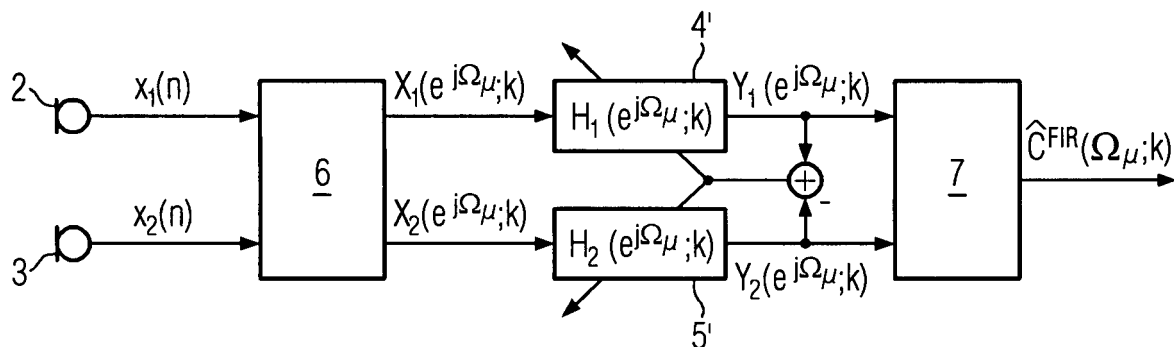 4'
2
x₁(n)
X₁(e^jΩμ;k)
H₁(e^jΩμ;k)
Y₁(e^jΩμ;k)
6
+
-
7
Ĉ^FIR(Ωμ;k)
3
x₂(n)
X₂(e^jΩμ;k)
H₂(e^jΩμ;k)
Y₂(e^jΩμ;k)
5'